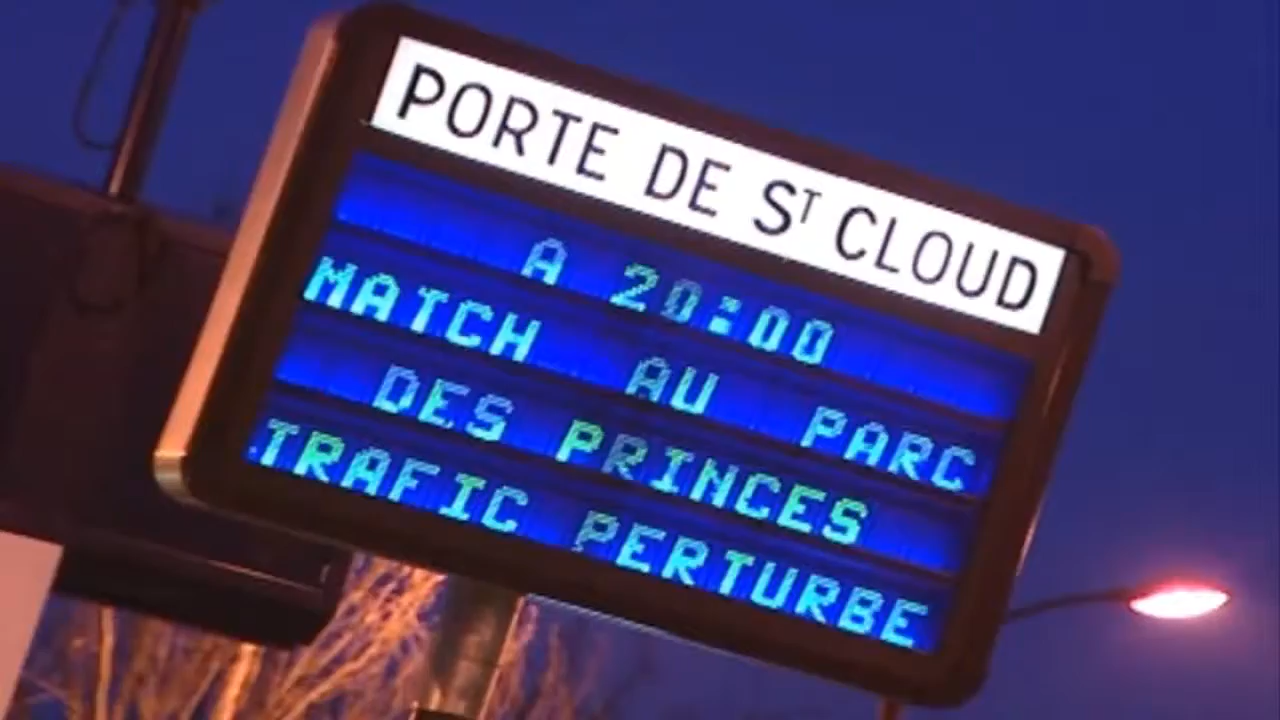 PORTE DE ST CLOUD
A 20:00
MATCH AU PARC
DES PRINCES
TRAFIC PERTURBE